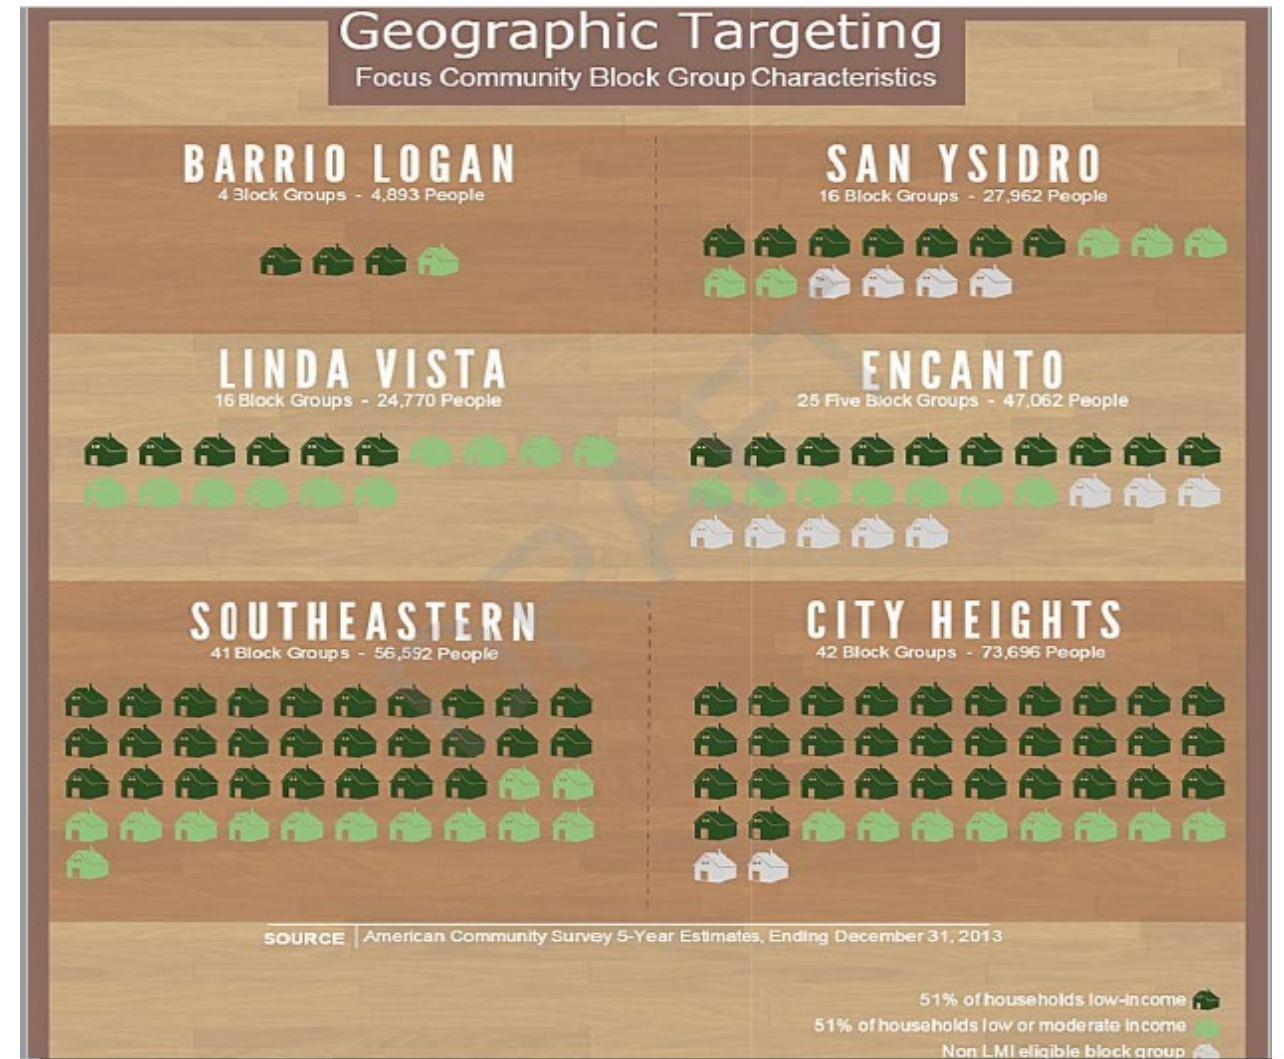 Geographic Targeting
Focus Community Block Group Characteristics
BARRIO LOGAN
4 Block Groups - 4,893 People
SAN YSIDRO
16 Block Groups - 27,962 People
LINDA VISTA
16 Block Groups - 24,770 People
ENCANTO
25 Five Block Groups - 47,062 People
SOUTHEASTERN
41 Block Groups - 56,592 People
CITY HEIGHTS
42 Block Groups - 73,696 People
DRAFT
SOURCE American Community Survey 5-Year Estimates, Ending December 31, 2013
51% of households low-income
51% of households low or moderate income
Non LMI eligible block group